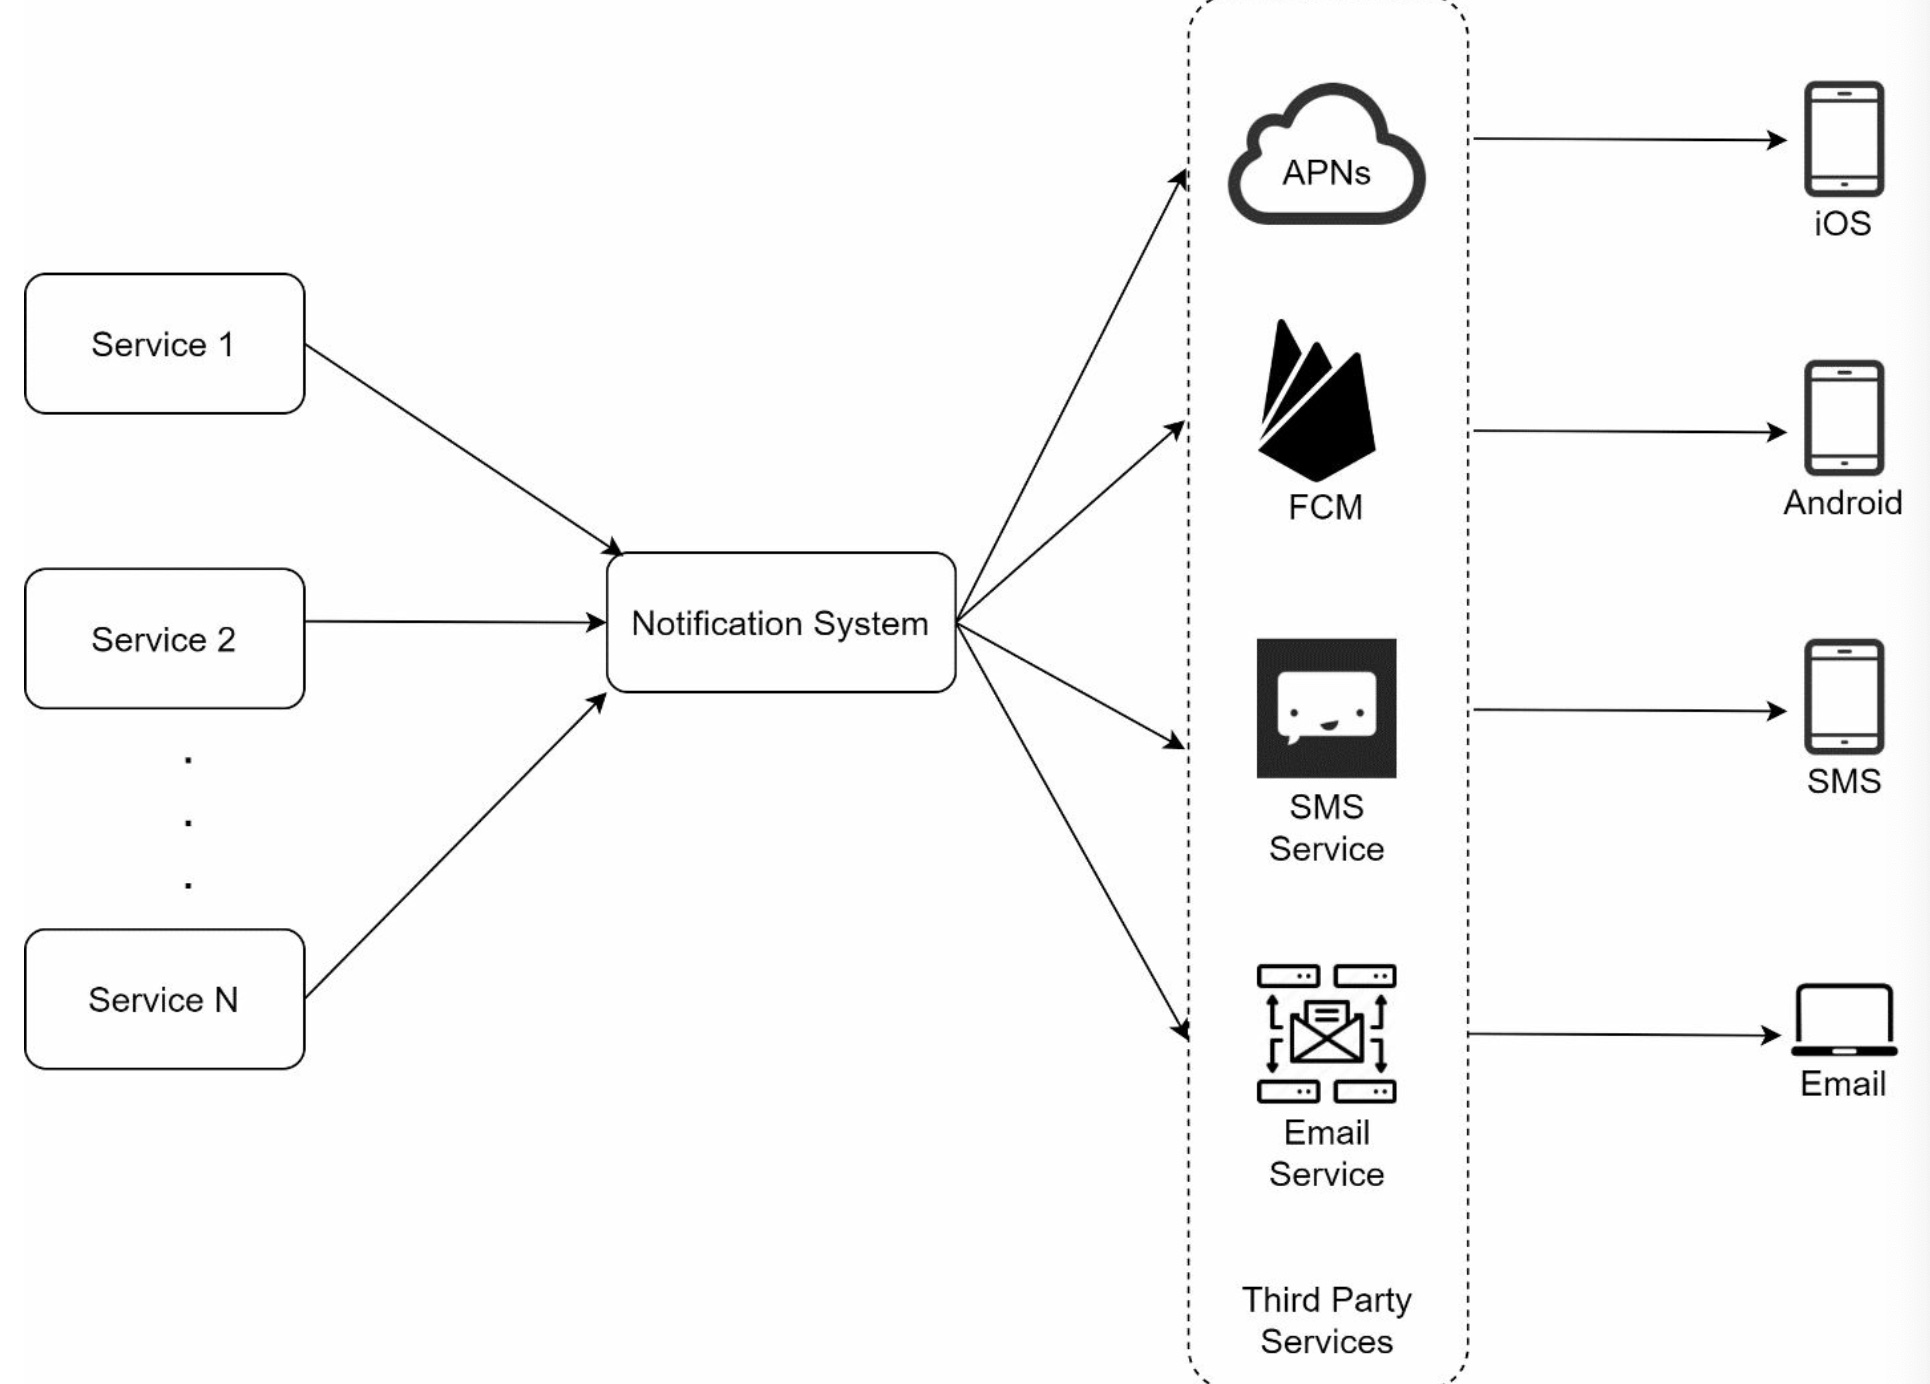 APNs
iOS
Service 1
FCM
Android
Service 2
Notification System
SMS
Service
SMS
Service N
Email
Service
Email
Third Party
Services